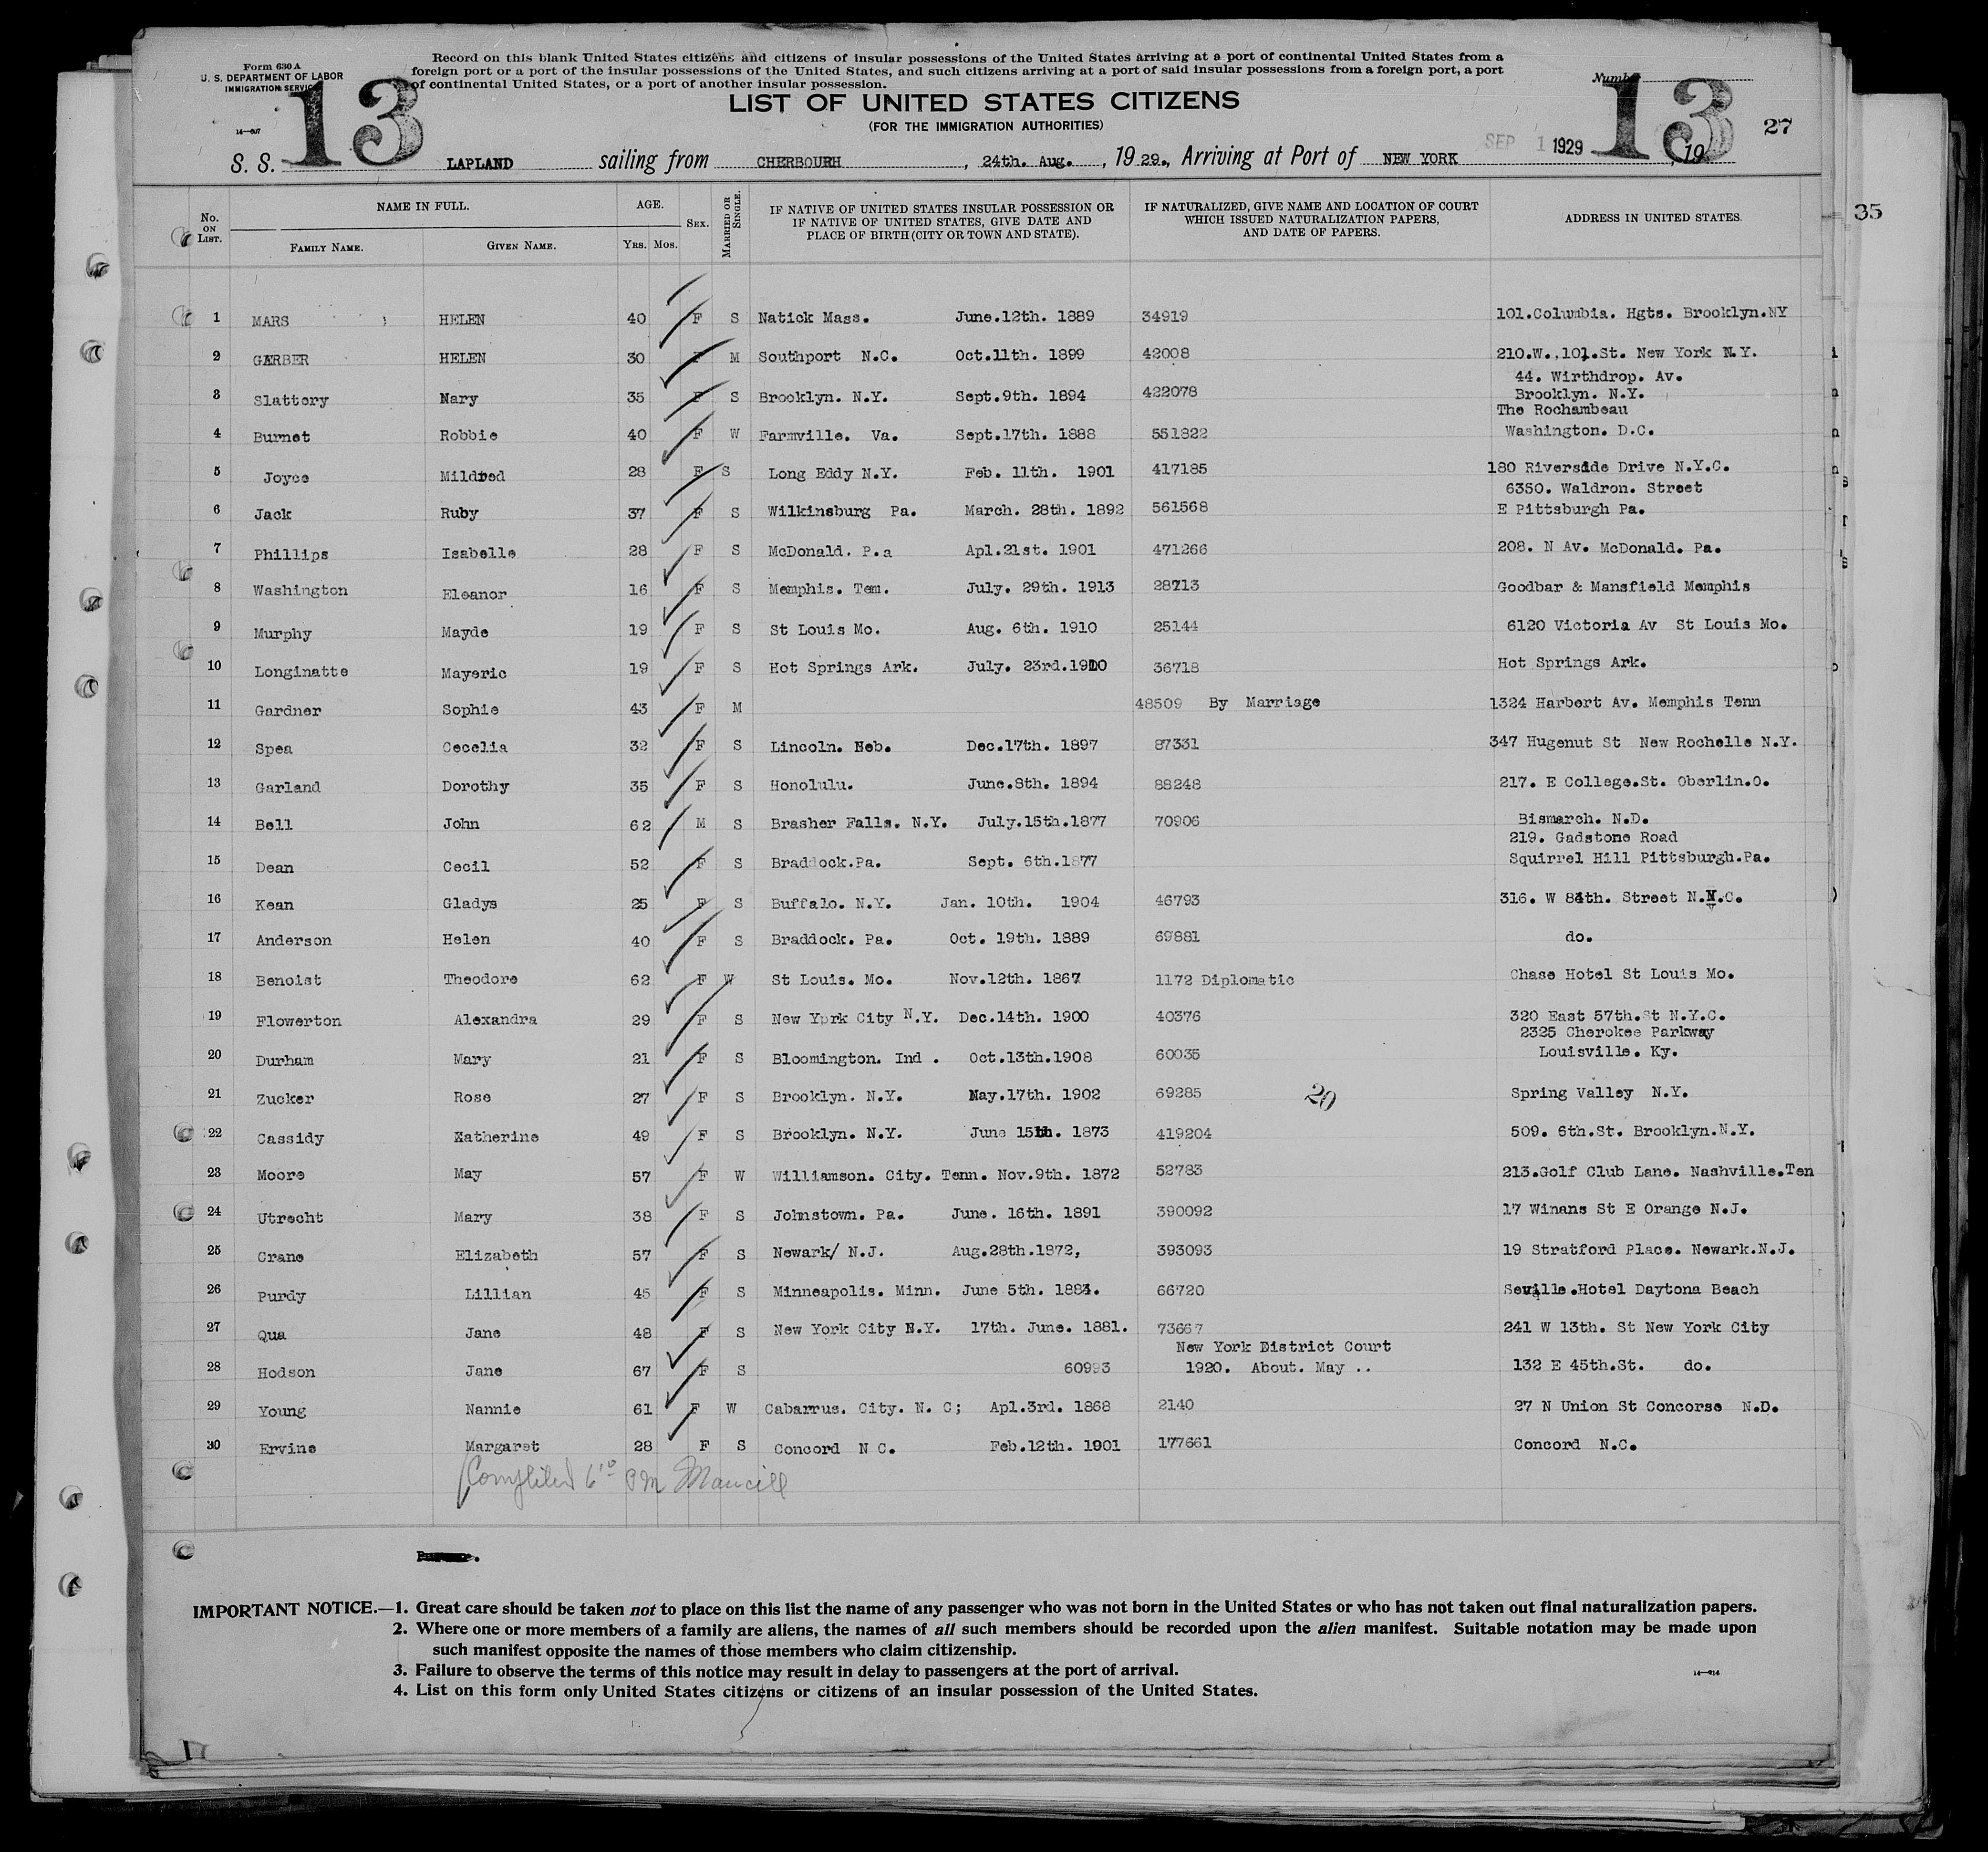 Form 630 A
U. S. DEPARTMENT OF LABOR
IMMIGRATION SERVICE
Record on this blank United States citizens and citizens of insular possessions of the United States Arriving at a port of continental United States from a
foreign port or a port of the insular possessions of the United States, and such citizens arriving at a port of said insular possessions from a foreign port, a port
of continental United States, or a port of another insular possession.
Number
13
13
27
35
LIST OF UNITED STATES CITIZENS
(FOR THE IMMIGRATION AUTHORITIES)
S. S. LAPLAND sailing from CHERBOURH, 24th. Aug., 19 29., Arriving at Port of NEW YORK SEP 1 1929, 19
No. ON LIST. NAME IN FULL. FAMILY NAME. GIVEN NAME. AGE. YRS. MOS. SEX. MARRIED OR SINGLE. IF NATIVE OF UNITED STATES INSULAR POSSESSION OR IF NATIVE OF UNITED STATES, GIVE DATE AND PLACE OF BIRTH (CITY OR TOWN AND STATE). IF NATURALIZED, GIVE NAME AND LOCATION OF COURT WHICH ISSUED NATURALIZATION PAPERS, AND DATE OF PAPERS. ADDRESS IN UNITED STATES.
1 MARS HELEN 40 F S Natick Mass. June.12th. 1889 34919 101.Columbia. Hgts. Brooklyn.NY
2 GERBER HELEN 30 F M Southport N.C. Oct.11th. 1899 42008 210.W.,101.St. New York N.Y.
44. Wirthdrop. Av.
3 Slattory Mary 35 F S Brooklyn. N.Y. Sept.9th. 1894 422078 Brooklyn. N.Y.
The Rochambeau
4 Burnet Robbie 40 F W Farmville. Va. Sept.17th. 1888 551822 Washington. D.C.
5 Joyce Mildred 28 F S Long Eddy N.Y. Feb. 11th. 1901 417185 180 Riverside Drive N.Y.C.
6350. Waldron. Street
6 Jack Ruby 37 F S Wilkinsburg Pa. March. 28th. 1892 561568 E Pittsburgh Pa.
7 Phillips Isabelle 28 F S McDonald. P.a Apl.21st. 1901 471266 208. N Av. McDonald. Pa.
8 Washington Eleanor 16 F S Memphis. Tem. July. 29th. 1913 28713 Goodbar & Mansfield Memphis
9 Murphy Mayde 19 F S St Louis Mo. Aug. 6th. 1910 25144 6120 Victoria Av St Louis Mo.
10 Longinatte Mayeric 19 F S Hot Springs Ark. July. 23rd.1910 36718 Hot Springs Ark.
11 Gardner Sophie 43 F M 48509 By Marriage 1324 Harbert Av. Memphis Tenn
12 Spea Cecelia 32 F S Lincoln. Neb. Dec.17th. 1897 87331 347 Hugenut St New Rochelle N.Y.
13 Garland Dorothy 35 F S Honolulu. June.8th. 1894 88248 217. E College.St. Oberlin.O.
14 Bell John 62 M S Brasher Falls. N.Y. July.15th.1877 70906 Bismarch. N.D.
219. Gadstone Road
15 Dean Cecil 52 F S Braddock.Pa. Sept. 6th.1877 Squirrel Hill Pittsburgh.Pa.
16 Kean Gladys 25 F S Buffalo. N.Y. Jan. 10th. 1904 46793 316. W 84th. Street N.Y.C.
17 Anderson Helen 40 F S Braddock. Pa. Oct. 19th. 1889 69881 do.
18 Benoist Theodore 62 F W St Louis. Mo. Nov.12th. 1867 1172 Diplomatic Chase Hotel St Louis Mo.
19 Flowerton Alexandra 29 F S New York City N.Y. Dec.14th. 1900 40376 320 East 57th.St N.Y.C.
2325 Cherokee Parkway
20 Durham Mary 21 F S Bloomington. Ind . Oct.13th.1908 60035 Louisville. Ky.
21 Zucker Rose 27 F S Brooklyn. N.Y. May.17th. 1902 69285 20 Spring Valley N.Y.
22 Cassidy Katherine 49 F S Brooklyn. N.Y. June 15th. 1873 419204 509. 6th.St. Brooklyn.N.Y.
23 Moore May 57 F W Williamson. City. Tenn. Nov.9th. 1872 52783 213.Golf Club Lane. Nashville.Ten
24 Utrecht Mary 38 F S Johnstown. Pa. June. 16th. 1891 390092 17 Winans St E Orange N.J.
25 Crane Elizabeth 57 F S Newark/ N.J. Aug.28th.1872, 393093 19 Stratford Place. Newark.N.J.
26 Purdy Lillian 45 F S Minneapolis. Minn. June 5th. 1884. 66720 Seville.Hotel Daytona Beach
27 Qua Jane 48 F S New York City N.Y. 17th. June. 1881. 73667 241 W 13th. St New York City
New York District Court
28 Hodson Jane 67 F S 60993 1920. About. May .. 132 E 45th.St. do.
29 Young Nannie 61 F W Cabarrus. City. N. C; Apl.3rd. 1868 2140 27 N Union St Concorse N.D.
30 Ervine Margaret 28 F S Concord N C. Feb.12th. 1901 177661 Concord N.C.
IMPORTANT NOTICE.—1. Great care should be taken not to place on this list the name of any passenger who was not born in the United States or who has not taken out final naturalization papers.
2. Where one or more members of a family are aliens, the names of all such members should be recorded upon the alien manifest. Suitable notation may be made upon
such manifest opposite the names of those members who claim citizenship.
3. Failure to observe the terms of this notice may result in delay to passengers at the port of arrival.
4. List on this form only United States citizens or citizens of an insular possession of the United States.